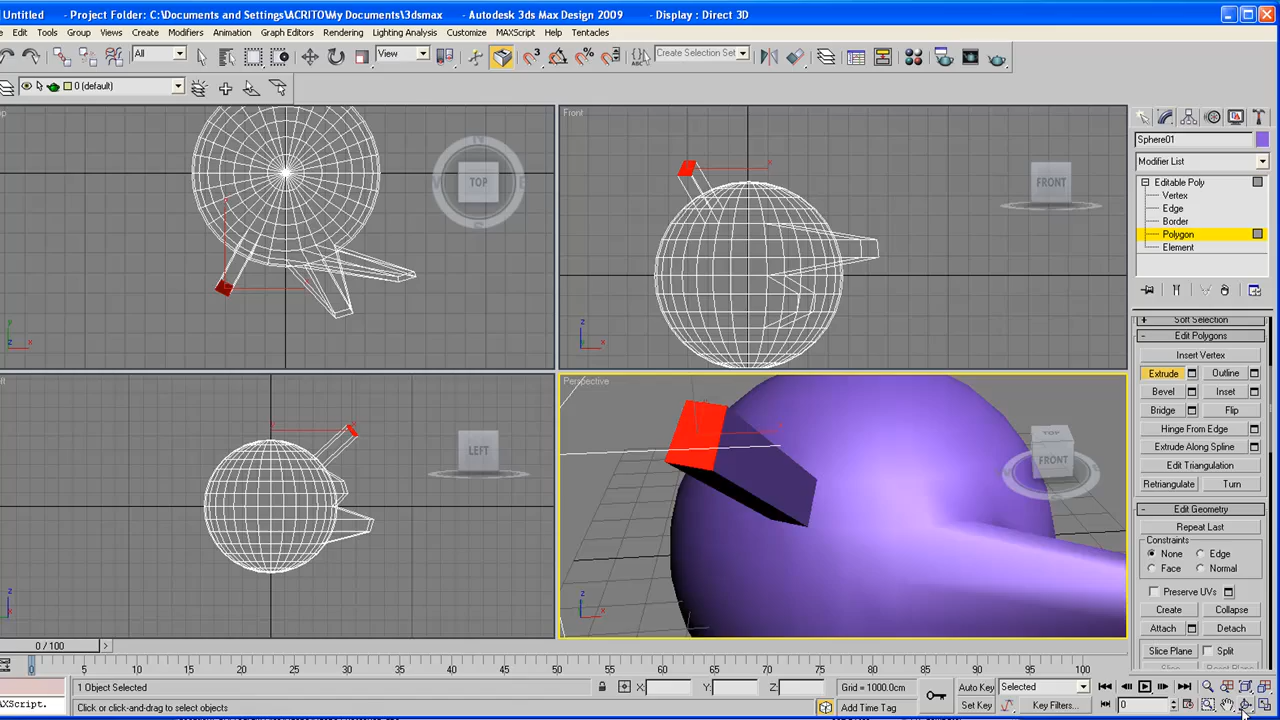 Untitled - Project Folder: C:\Documents and Settings\ACRITO\My Documents\3dsmax - Autodesk 3ds Max Design 2009 - Display : Direct 3D
Edit Tools Group Views Create Modifiers Animation Graph Editors Rendering Lighting Analysis Customize MAXScript Help Tentacles
All View Create Selection Set
0 (default)
TOP
Front
FRONT
LEFT
Perspective
TOP
FRONT
Sphere01
Modifier List
Editable Poly
Vertex
Edge
Border
Polygon
Element
+ Soft Selection
- Edit Polygons
Insert Vertex
Extrude Outline
Bevel Inset
Bridge Flip
Hinge From Edge
Extrude Along Spline
Edit Triangulation
Retriangulate Turn
- Edit Geometry
Repeat Last
Constraints
None Edge
Face Normal
Preserve UVs
Create Collapse
Attach Detach
Slice Plane Split
0 / 100 >
0 5 10 15 20 25 30 35 40 45 50 55 60 65 70 75 80 85 90 95 100
1 Object Selected X: Y: Z: Grid = 1000.0cm Auto Key Selected
MAXScript. Click or click-and-drag to select objects Add Time Tag Set Key Key Filters... 0